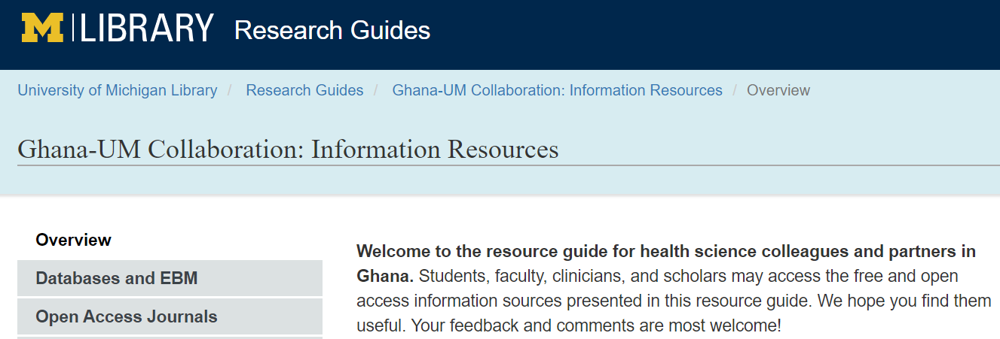 M LIBRARY Research Guides
University of Michigan Library / Research Guides / Ghana-UM Collaboration: Information Resources / Overview
Ghana-UM Collaboration: Information Resources
Overview
Databases and EBM
Open Access Journals
Welcome to the resource guide for health science colleagues and partners in
Ghana. Students, faculty, clinicians, and scholars may access the free and open
access information sources presented in this resource guide. We hope you find them
useful. Your feedback and comments are most welcome!